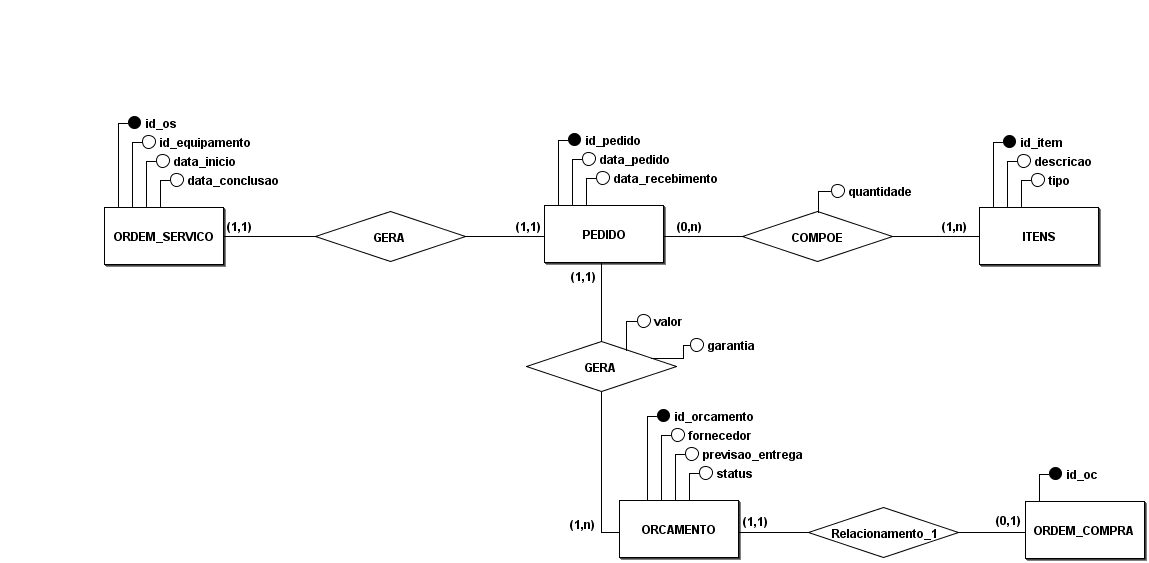 id_os
id_equipamento
data_inicio
data_conclusao
ORDEM_SERVICO
(1,1)
GERA
(1,1)
id_pedido
data_pedido
data_recebimento
PEDIDO
(0,n)
quantidade
COMPOE
(1,n)
id_item
descricao
tipo
ITENS
(1,1)
valor
garantia
GERA
(1,n)
id_orcamento
fornecedor
previsao_entrega
status
ORCAMENTO
(1,1)
Relacionamento_1
(0,1)
id_oc
ORDEM_COMPRA